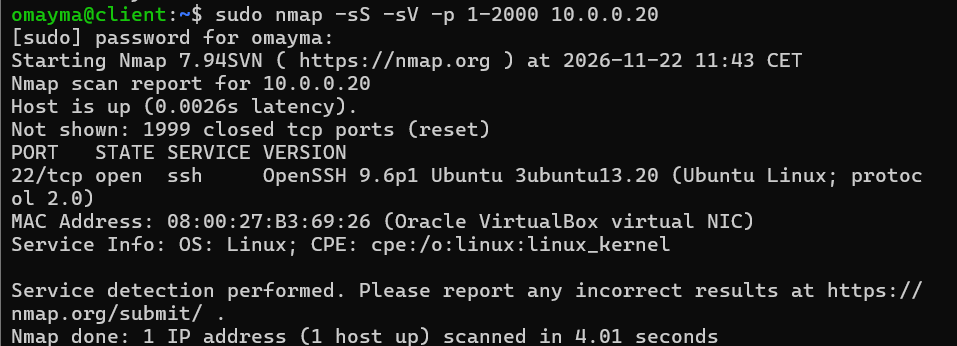 omayma@client:~$ sudo nmap -sS -sV -p 1-2000 10.0.0.20
[sudo] password for omayma:
Starting Nmap 7.94SVN ( https://nmap.org ) at 2026-11-22 11:43 CET
Nmap scan report for 10.0.0.20
Host is up (0.0026s latency).
Not shown: 1999 closed tcp ports (reset)
PORT   STATE SERVICE VERSION
22/tcp open  ssh     OpenSSH 9.6p1 Ubuntu 3ubuntu13.20 (Ubuntu Linux; protoc
ol 2.0)
MAC Address: 08:00:27:B3:69:26 (Oracle VirtualBox virtual NIC)
Service Info: OS: Linux; CPE: cpe:/o:linux:linux_kernel

Service detection performed. Please report any incorrect results at https://
nmap.org/submit/ .
Nmap done: 1 IP address (1 host up) scanned in 4.01 seconds